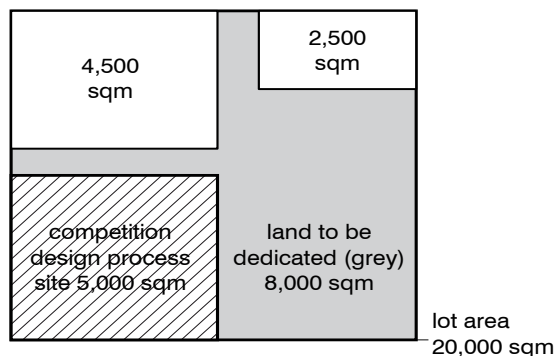 4,500
sqm
2,500
sqm
competition
design process
site 5,000 sqm
land to be
dedicated (grey)
8,000 sqm
lot area
20,000 sqm